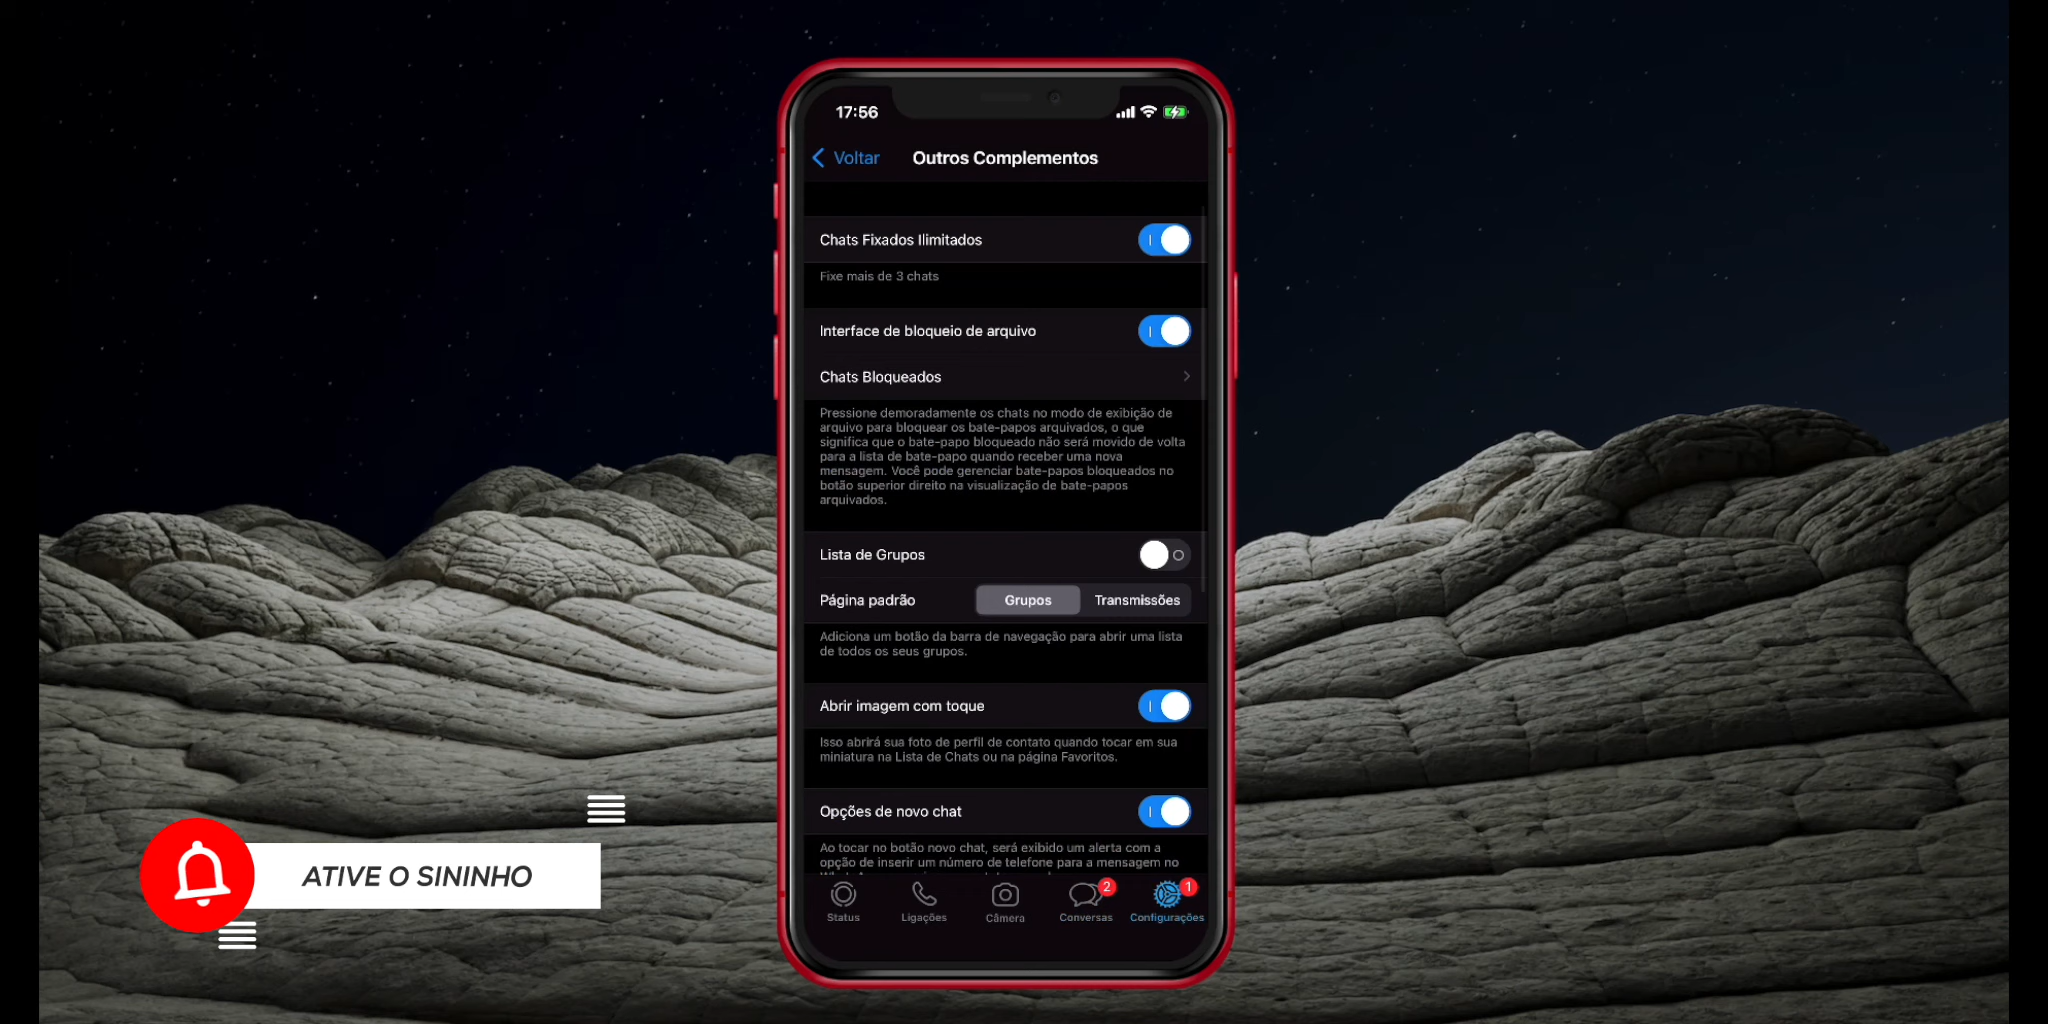 17:56
Voltar
Outros Complementos
Chats Fixados Ilimitados
Fixe mais de 3 chats
Interface de bloqueio de arquivo
Chats Bloqueados
Pressione demoradamente os chats no modo de exibição de
arquivo para bloquear os bate-papos arquivados, o que
significa que o bate-papo bloqueado não será movido de volta
para a lista de bate-papo quando receber uma nova
mensagem. Você pode gerenciar bate-papos bloqueados no
botão superior direito na visualização de bate-papos
arquivados.
Lista de Grupos
Página padrão
Grupos
Transmissões
Adiciona um botão da barra de navegação para abrir uma lista
de todos os seus grupos.
Abrir imagem com toque
Isso abrirá sua foto de perfil de contato quando tocar em sua
miniatura na Lista de Chats ou na página Favoritos.
Opções de novo chat
Ao tocar no botão novo chat, será exibido um alerta com a
opção de inserir um número de telefone para a mensagem no
2
1
Status
Ligações
Câmera
Conversas
Configurações
ATIVE O SININHO